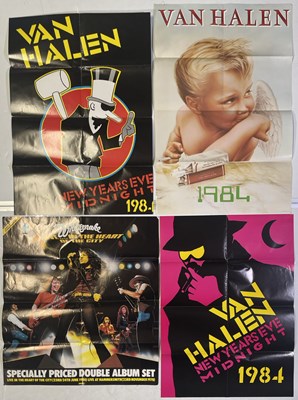 VAN
HALEN
NEW YEARS EVE
MIDNIGHT
1984
VAN HALEN
1984
Whitesnake
IN THE HEART
OF THE CITY
SPECIALLY PRICED DOUBLE ALBUM SET
VAN
HALEN
NEW YEARS EVE
MIDNIGHT
1984